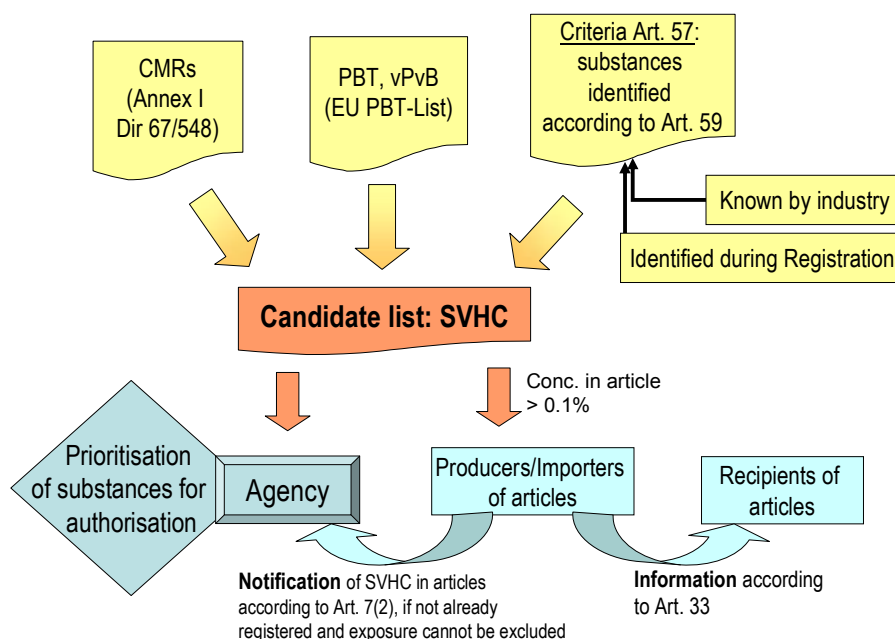 CMRs
(Annex I
Dir 67/548)
PBT, vPvB
(EU PBT-List)
Criteria Art. 57:
substances
identified
according to Art. 59
Known by industry
Identified during Registration
Candidate list: SVHC
Conc. in article
> 0.1%
Prioritisation
of substances for
authorisation
Agency
Producers/Importers
of articles
Recipients of
articles
Notification of SVHC in articles
according to Art. 7(2), if not already
registered and exposure cannot be excluded
Information according
to Art. 33